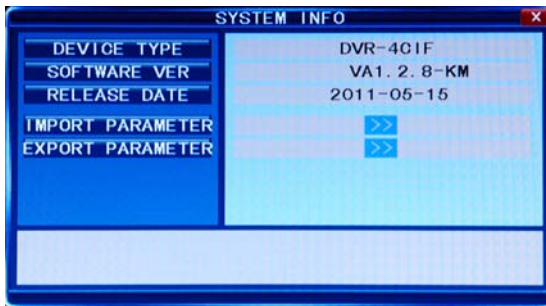 SYSTEM INFO X
DEVICE TYPE DVR-4CIF
SOFTWARE VER VA1.2.8-KM
RELEASE DATE 2011-05-15
IMPORT PARAMETER >>
EXPORT PARAMETER >>